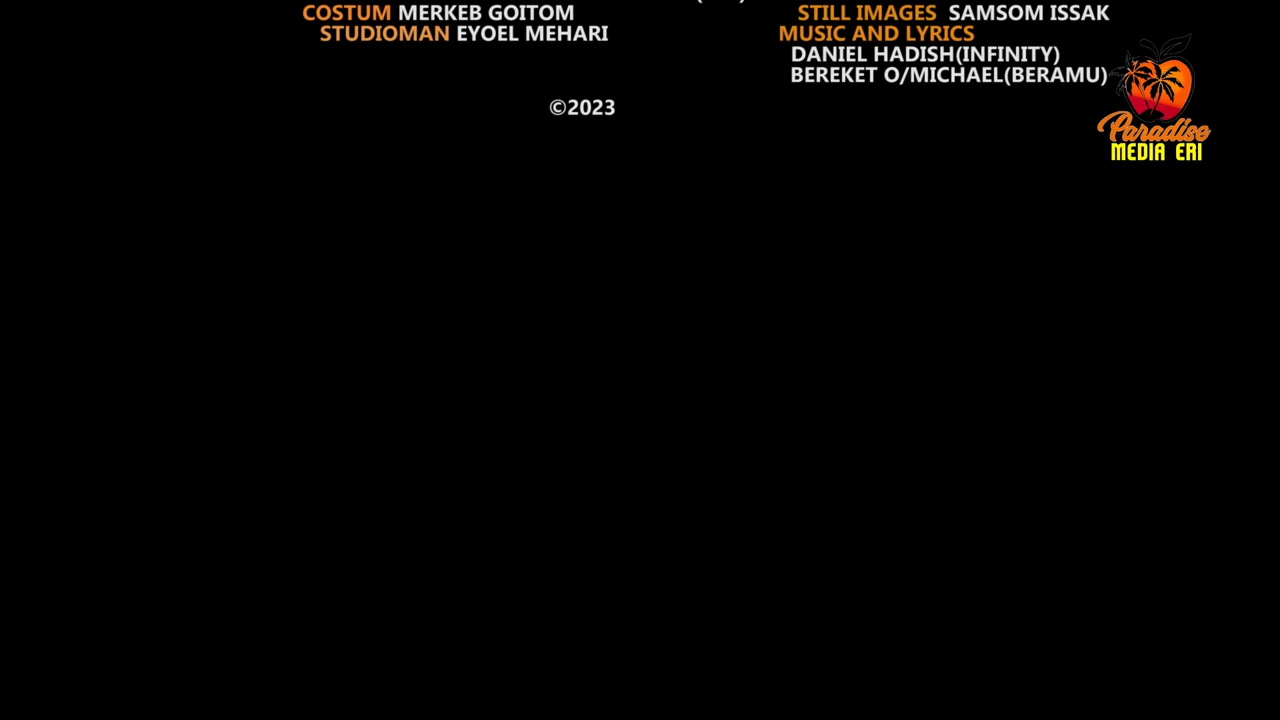 COSTUM MERKEB GOITOM
STUDIOMAN EYOEL MEHARI
STILL IMAGES SAMSOM ISSAK
MUSIC AND LYRICS
DANIEL HADISH(INFINITY)
BEREKET O/MICHAEL(BERAMU)
©2023
Paradise
MEDIA ERI